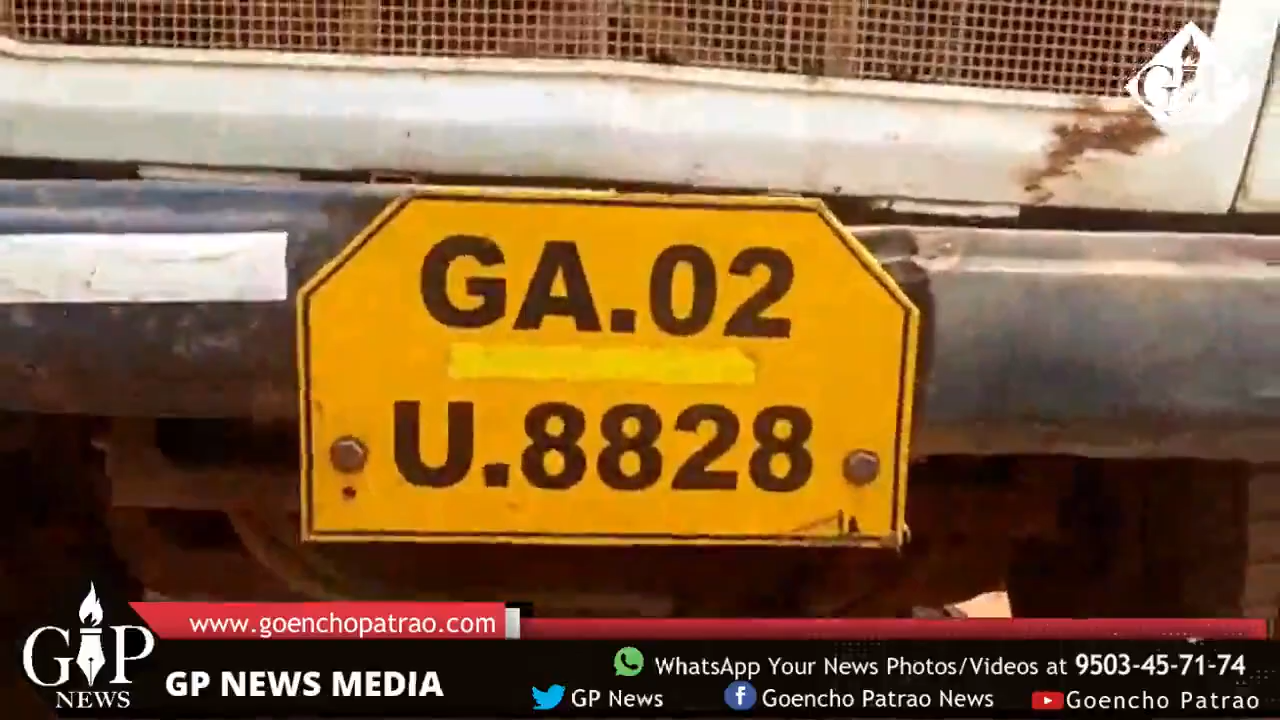 GP
GA.02
U.8828
www.goenchopatrao.com
GP
NEWS
GP NEWS MEDIA
WhatsApp Your News Photos/Videos at 9503-45-71-74
GP News
Goencho Patrao News
Goencho Patrao